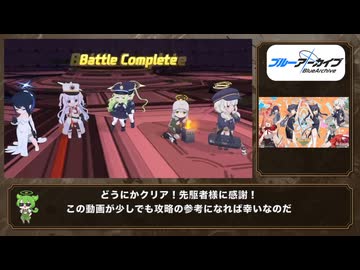 Battle Complete
ブルーアーカイブ
BlueArchive
どうにかクリア！先駆者様に感謝！
この動画が少しでも攻略の参考になれば幸いなのだ